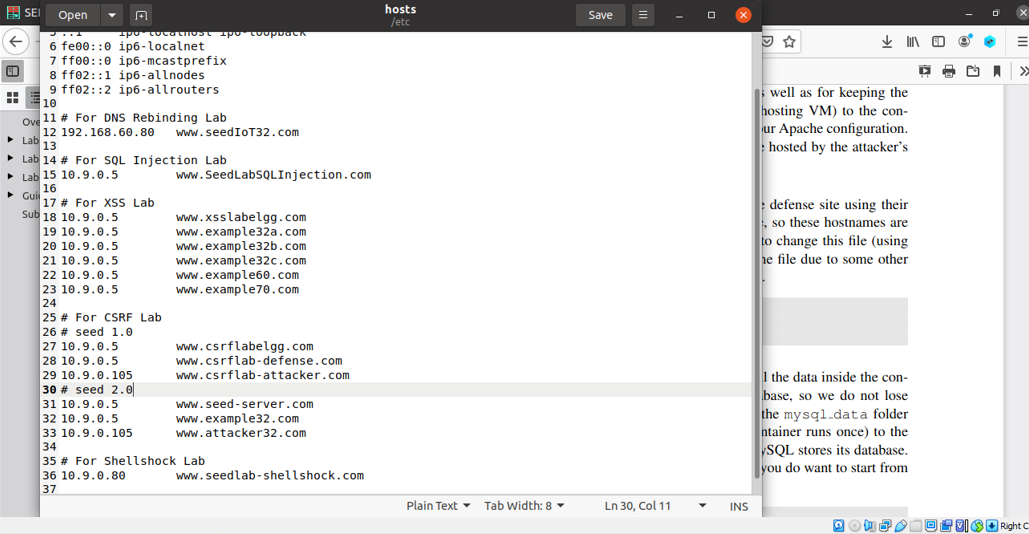 SE
Open
hosts
/etc
Save
5 ::1     ip6-localhost ip6-loopback
6 fe00::0 ip6-localnet
7 ff00::0 ip6-mcastprefix
8 ff02::1 ip6-allnodes
9 ff02::2 ip6-allrouters
10
11 # For DNS Rebinding Lab
12 192.168.60.80   www.seedIoT32.com
13
14 # For SQL Injection Lab
15 10.9.0.5        www.SeedLabSQLInjection.com
16
17 # For XSS Lab
18 10.9.0.5        www.xsslabelgg.com
19 10.9.0.5        www.example32a.com
20 10.9.0.5        www.example32b.com
21 10.9.0.5        www.example32c.com
22 10.9.0.5        www.example60.com
23 10.9.0.5        www.example70.com
24
25 # For CSRF Lab
26 # seed 1.0
27 10.9.0.5        www.csrflabelgg.com
28 10.9.0.5        www.csrflab-defense.com
29 10.9.0.105      www.csrflab-attacker.com
30 # seed 2.0
31 10.9.0.5        www.seed-server.com
32 10.9.0.5        www.example32.com
33 10.9.0.105      www.attacker32.com
34
35 # For Shellshock Lab
36 10.9.0.80       www.seedlab-shellshock.com
37
Plain Text
Tab Width: 8
Ln 30, Col 11
INS
Ove
Lab
Lab
Lab
Gui
Sub
s well as for keeping the
hosting VM) to the con-
ur Apache configuration.
e hosted by the attacker's
e defense site using their
, so these hostnames are
to change this file (using
he file due to some other
.
l the data inside the con-
base, so we do not lose
the mysql_data folder
ntainer runs once) to the
ySQL stores its database.
you do want to start from
Right C